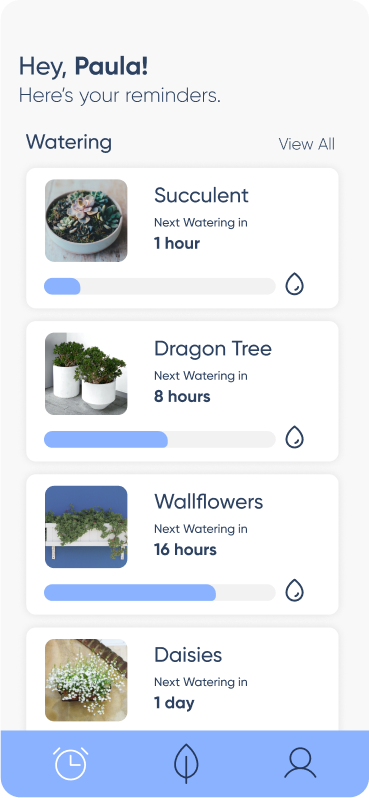 Hey, Paula!
Here's your reminders.
Watering
View All
Succulent
Next Watering in
1 hour
Dragon Tree
Next Watering in
8 hours
Wallflowers
Next Watering in
16 hours
Daisies
Next Watering in
1 day